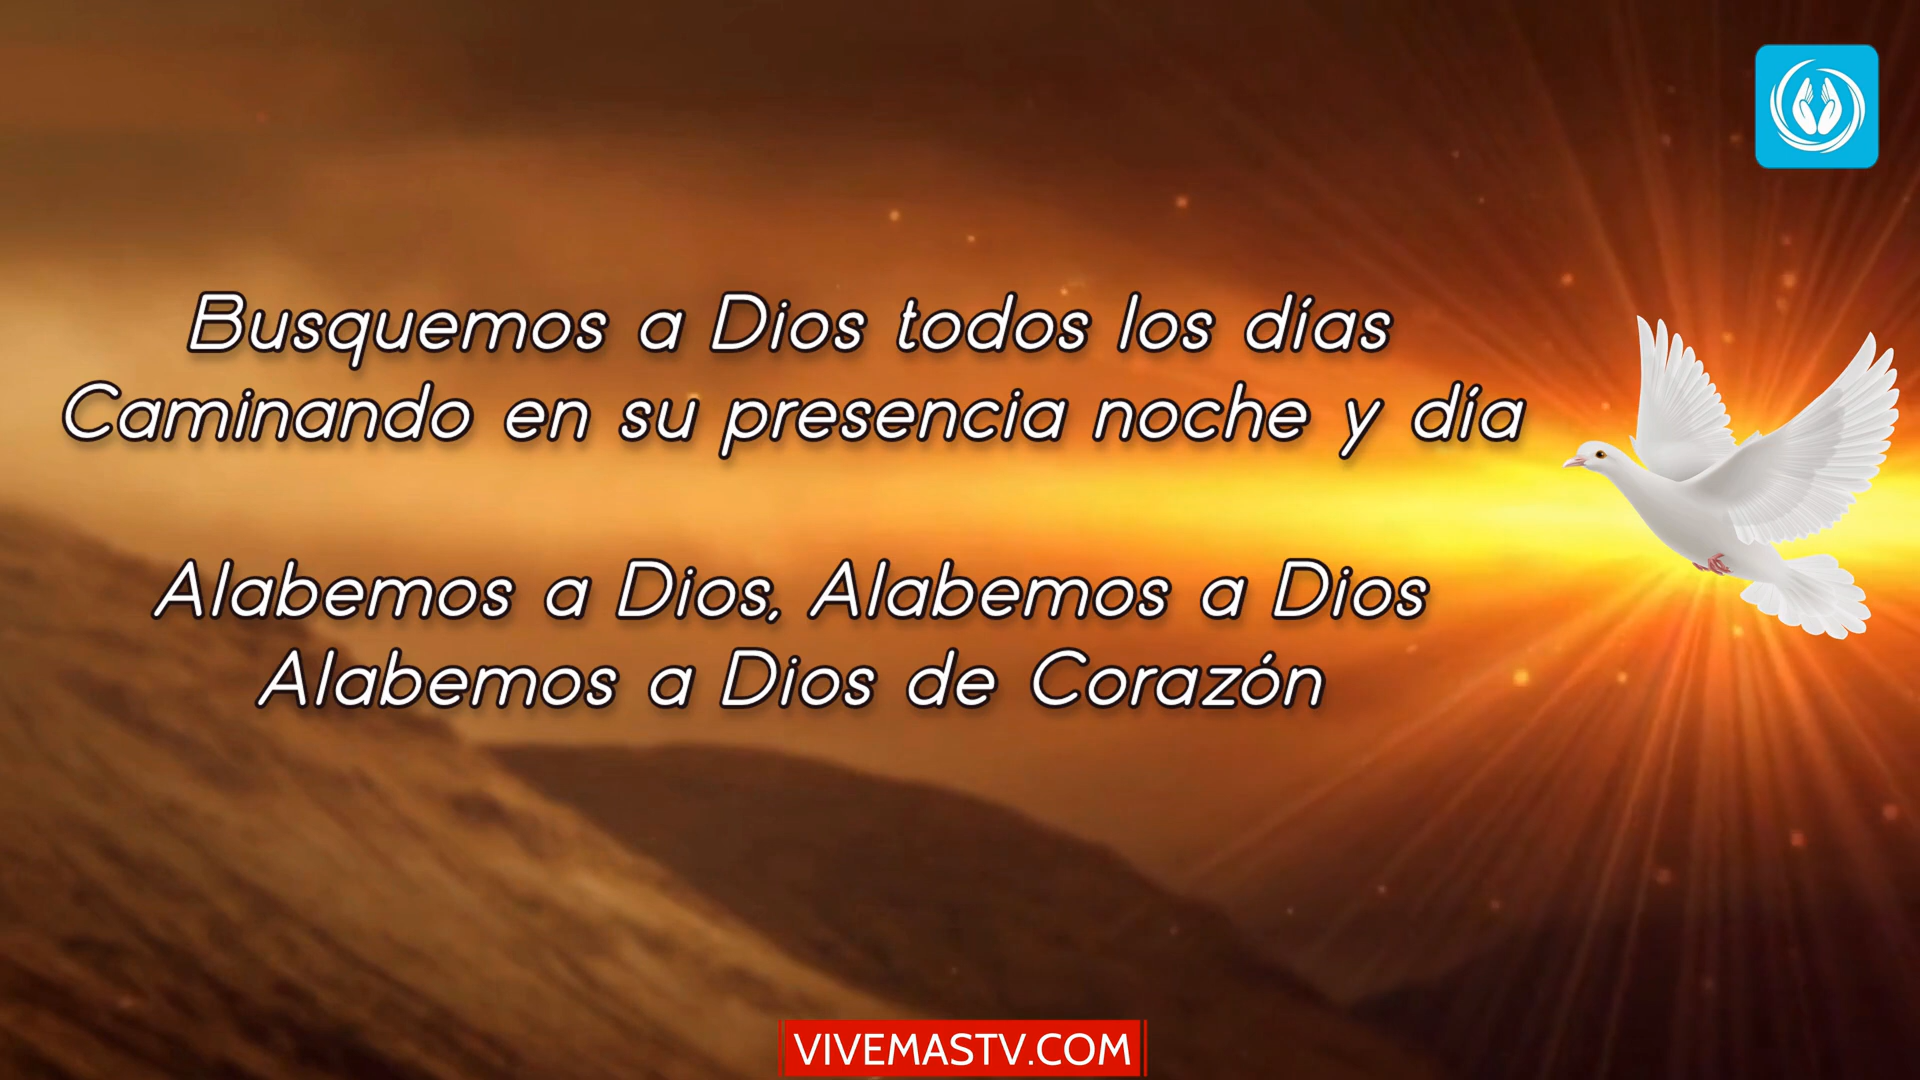 Busquemos a Dios todos los días
Caminando en su presencia noche y día
Alabemos a Dios, Alabemos a Dios
Alabemos a Dios de Corazón
VIVEMASTV.COM